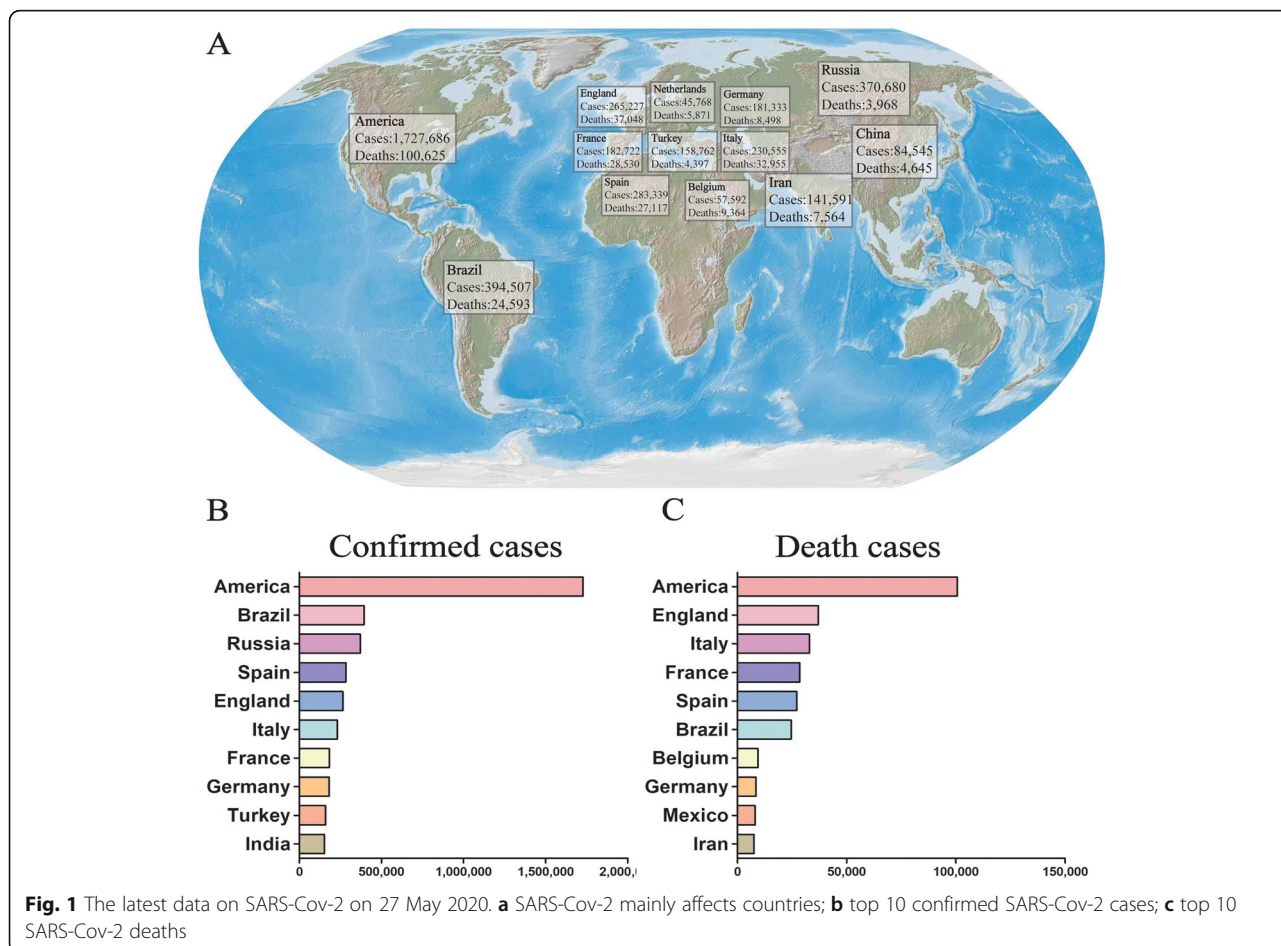 A
England
Cases:265,227
Deaths:37,048
Netherlands
Cases:45,768
Deaths:5,871
Germany
Cases:181,333
Deaths:8,498
Russia
Cases:370,680
Deaths:3,968
America
Cases:1,727,686
Deaths:100,625
France
Cases:182,722
Deaths:28,530
Turkey
Cases:158,762
Deaths:4,397
Italy
Cases:230,555
Deaths:32,955
China
Cases:84,545
Deaths:4,645
Spain
Cases:283,339
Deaths:27,117
Belgium
Cases:57,592
Deaths:9,364
Iran
Cases:141,591
Deaths:7,564
Brazil
Cases:394,507
Deaths:24,593
B
Confirmed cases
America
Brazil
Russia
Spain
England
Italy
France
Germany
Turkey
India
0 500,000 1,000,000 1,500,000 2,000,
C
Death cases
America
England
Italy
France
Spain
Brazil
Belgium
Germany
Mexico
Iran
0 50,000 100,000 150,000
Fig. 1 The latest data on SARS-Cov-2 on 27 May 2020. a SARS-Cov-2 mainly affects countries; b top 10 confirmed SARS-Cov-2 cases; c top 10
SARS-Cov-2 deaths